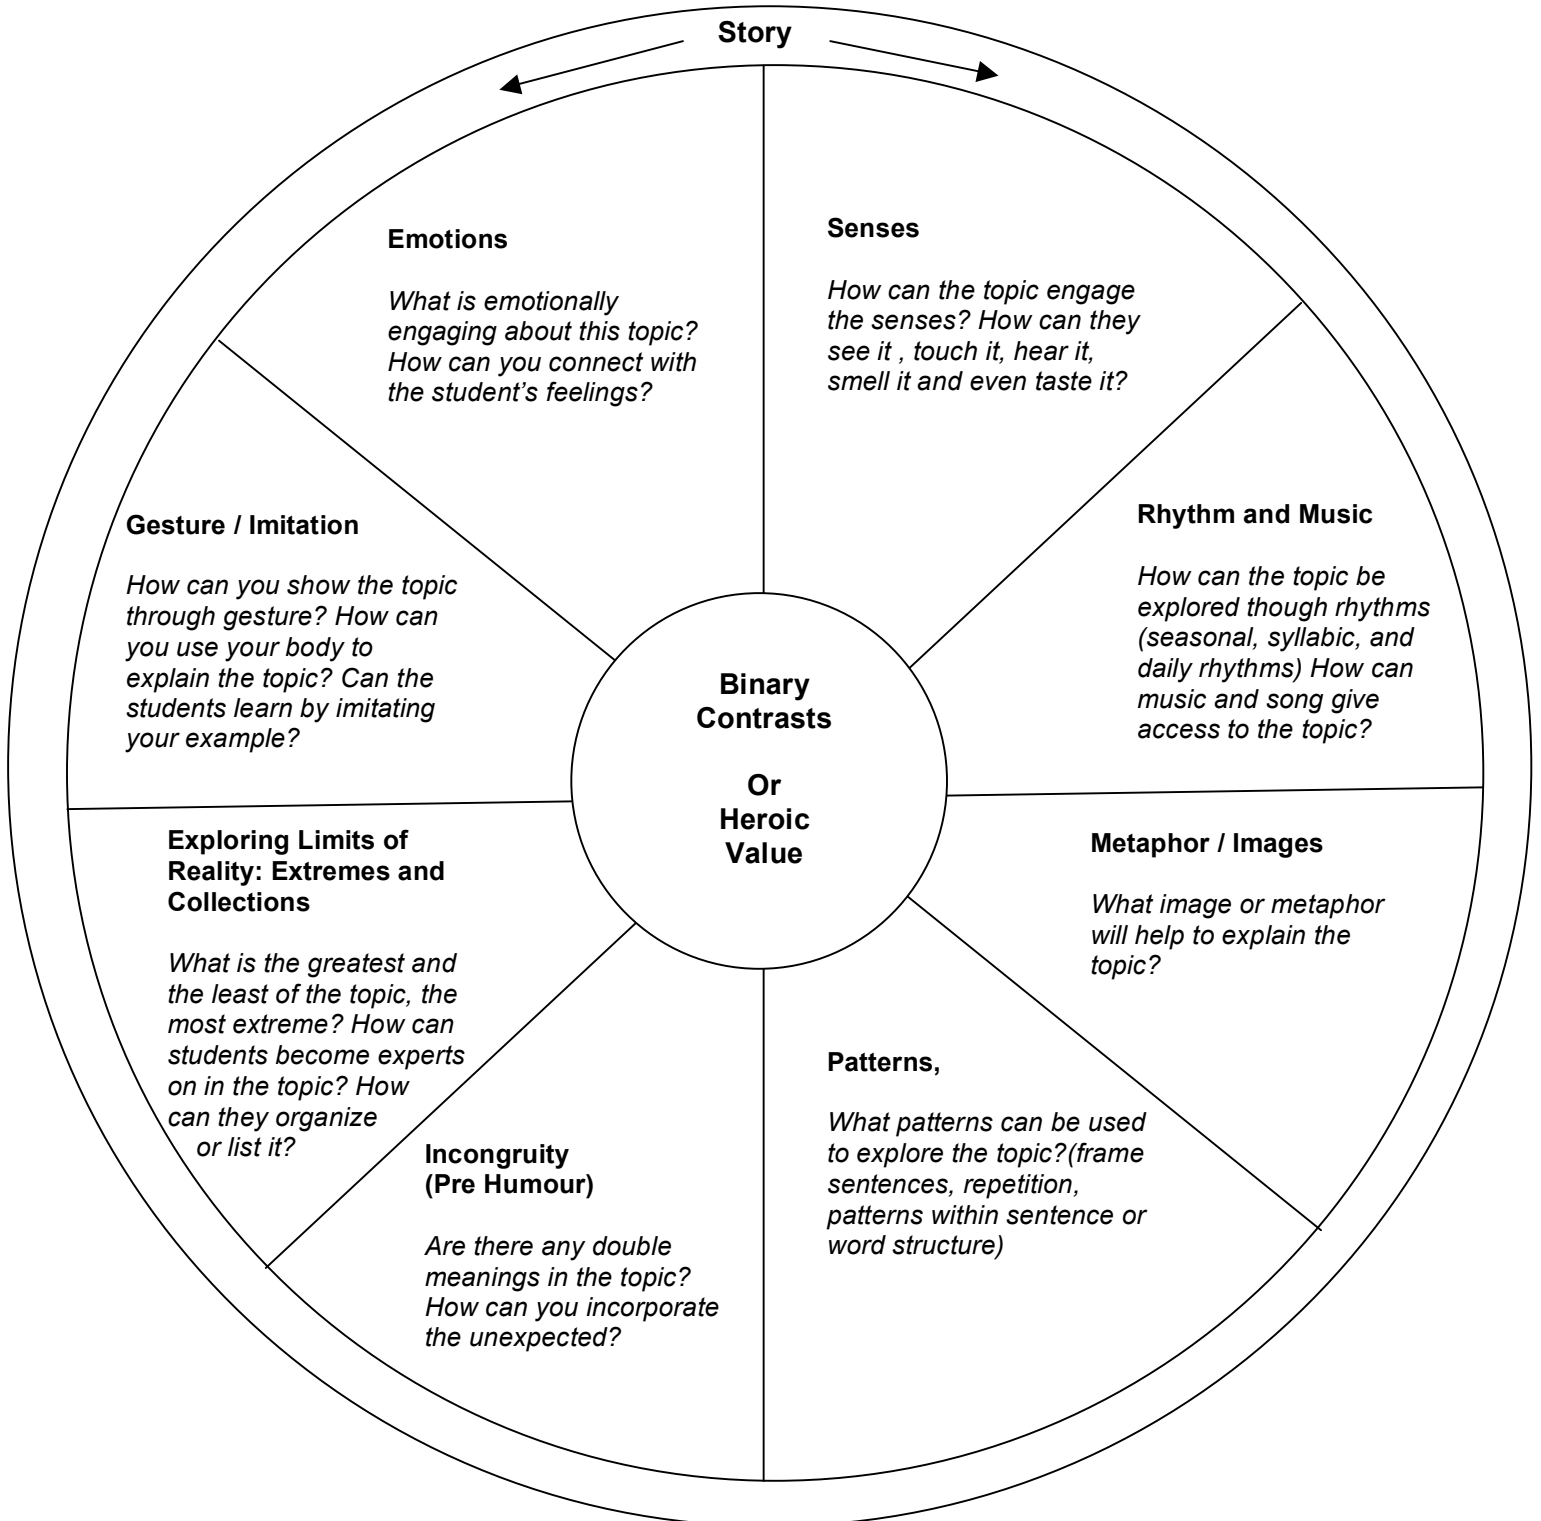 Story
Emotions
What is emotionally
engaging about this topic?
How can you connect with
the student’s feelings?
Senses
How can the topic engage
the senses? How can they
see it , touch it, hear it,
smell it and even taste it?
Gesture / Imitation
How can you show the topic
through gesture? How can
you use your body to
explain the topic? Can the
students learn by imitating
your example?
Rhythm and Music
How can the topic be
explored though rhythms
(seasonal, syllabic, and
daily rhythms) How can
music and song give
access to the topic?
Binary
Contrasts
Or
Heroic
Value
Exploring Limits of
Reality: Extremes and
Collections
What is the greatest and
the least of the topic, the
most extreme? How can
students become experts
on in the topic? How
can they organize
or list it?
Metaphor / Images
What image or metaphor
will help to explain the
topic?
Incongruity
(Pre Humour)
Are there any double
meanings in the topic?
How can you incorporate
the unexpected?
Patterns,
What patterns can be used
to explore the topic?(frame
sentences, repetition,
patterns within sentence or
word structure)